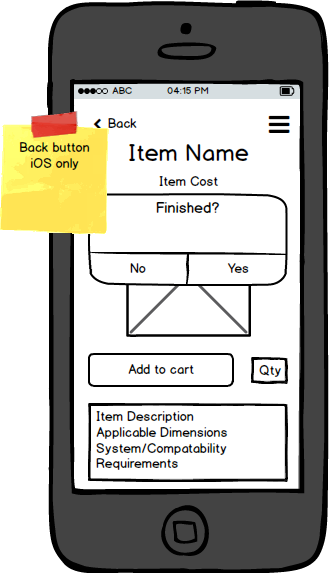 ABC 04:15 PM
Back
Back button
iOS only
Item Name
Item Cost
Finished?
No Yes
Add to cart Qty
Item Description
Applicable Dimensions
System/Compatability
Requirements